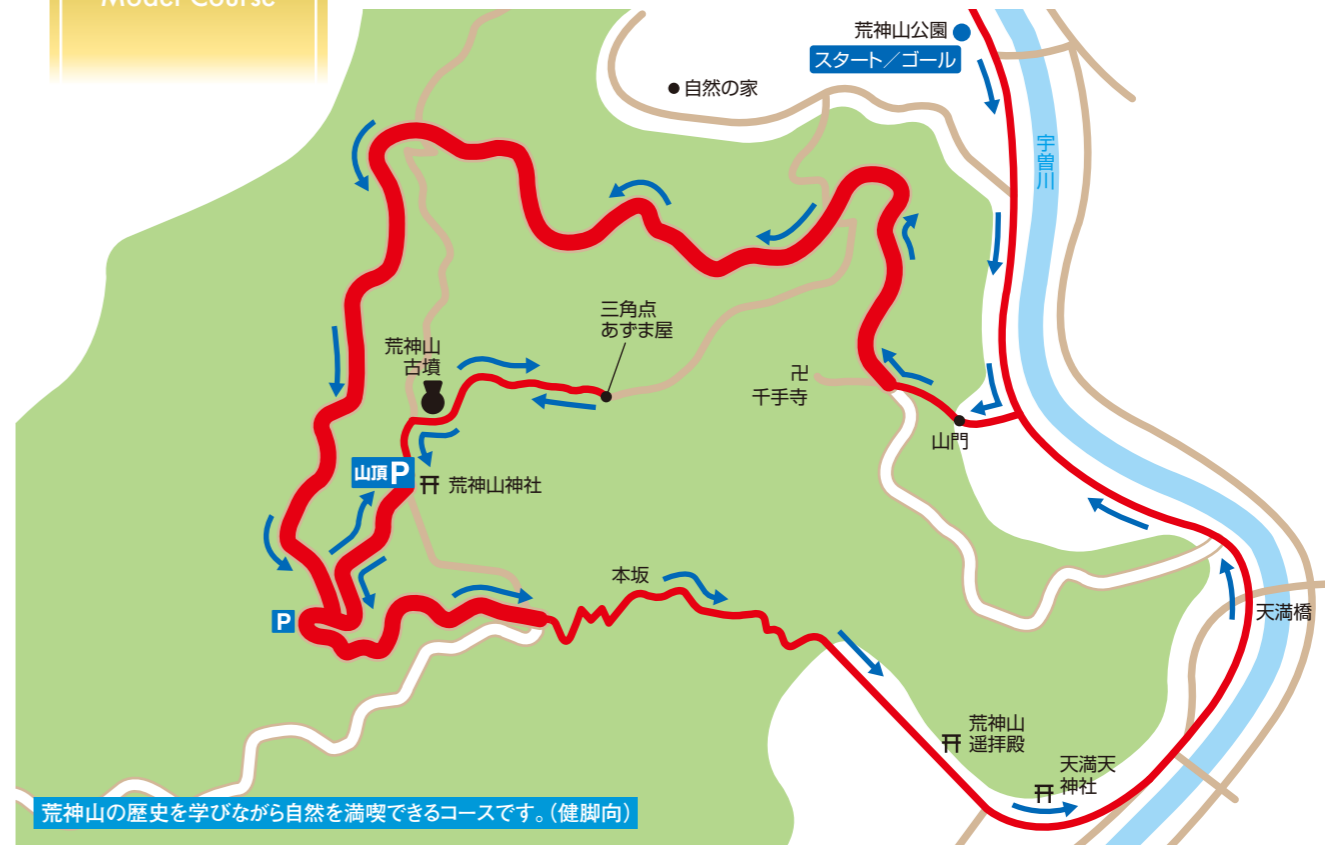 Model Course
荒神山公園
スタート／ゴール
自然の家
宇曽川
三角点
あずま屋
荒神山
古墳
卍
千手寺
山門
山頂 P
荒神山神社
本坂
P
天満橋
荒神山
遥拝殿
天満天
神社
荒神山の歴史を学びながら自然を満喫できるコースです。（健脚向）